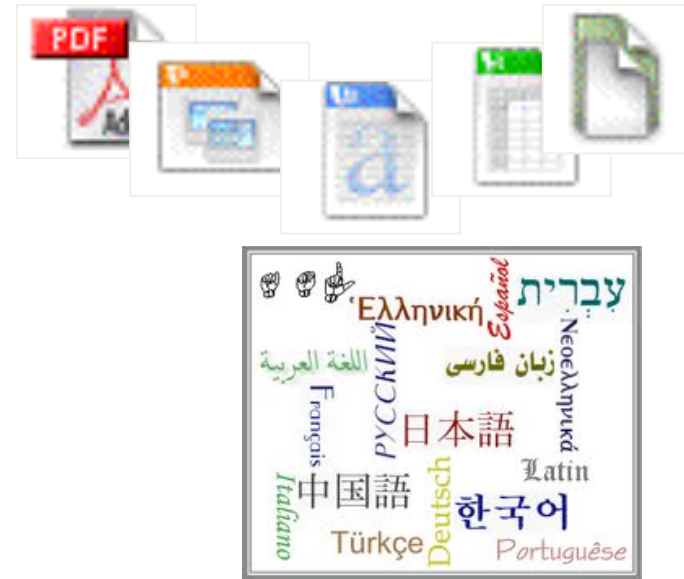 PDF
Ad
a
Ἑλληνική
Español
עִבְרִית
اللغة العربية
РУССКИЙ
زبان فارسی
Νεοελληνικά
Français
日本語
Latin
Italiano
中国語
Deutsch
한국어
Türkçe
Portuguêse